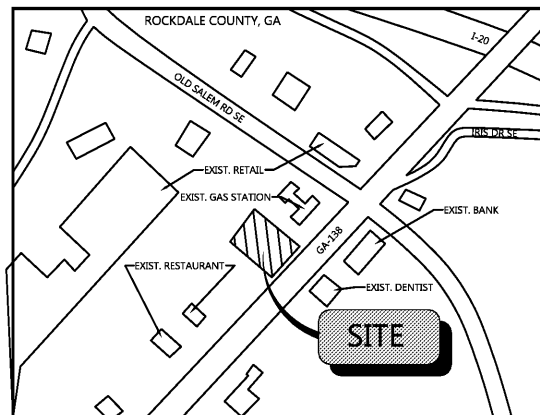 ROCKDALE COUNTY, GA
I-20
OLD SALEM RD SE
IRIS DR SE
EXIST. RETAIL
EXIST. GAS STATION
EXIST. BANK
GA-138
EXIST. RESTAURANT
EXIST. DENTIST
SITE